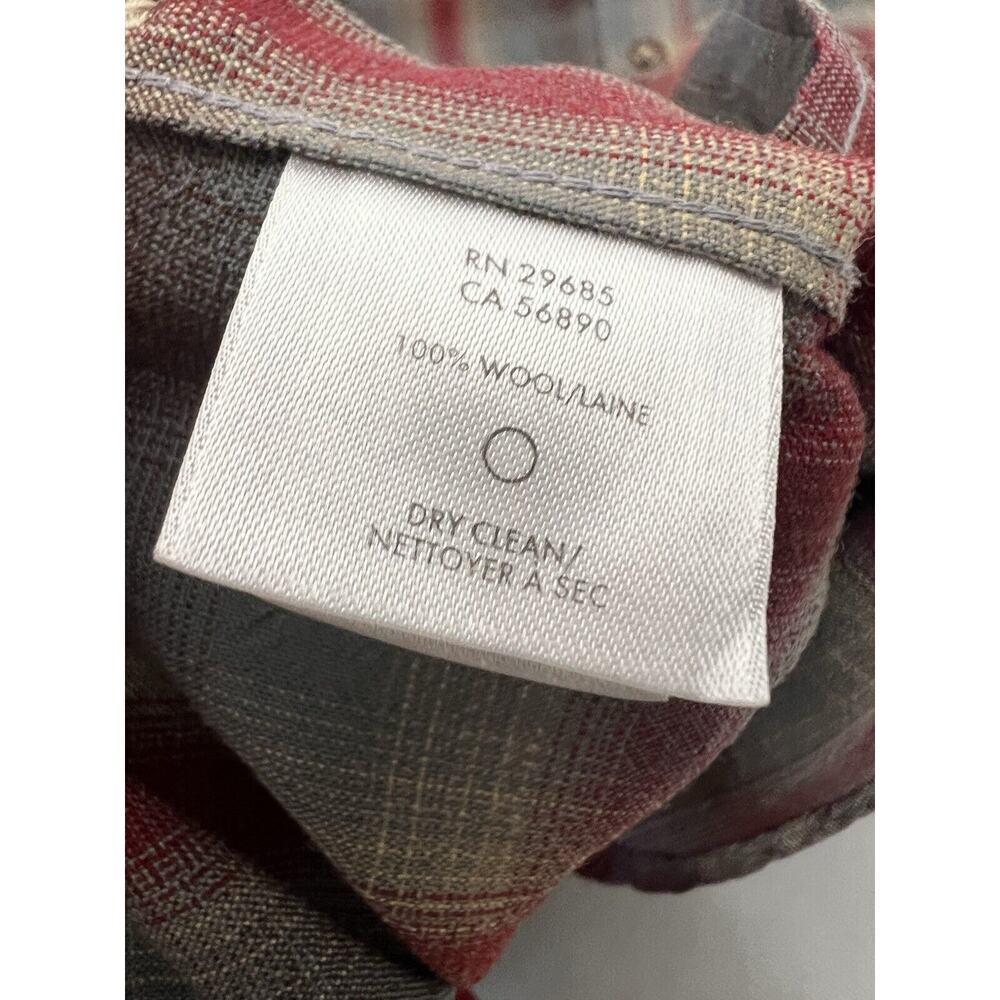 RN 29685
CA 56890
100% WOOL/LAINE
DRY CLEAN/
NETTOYER A SEC